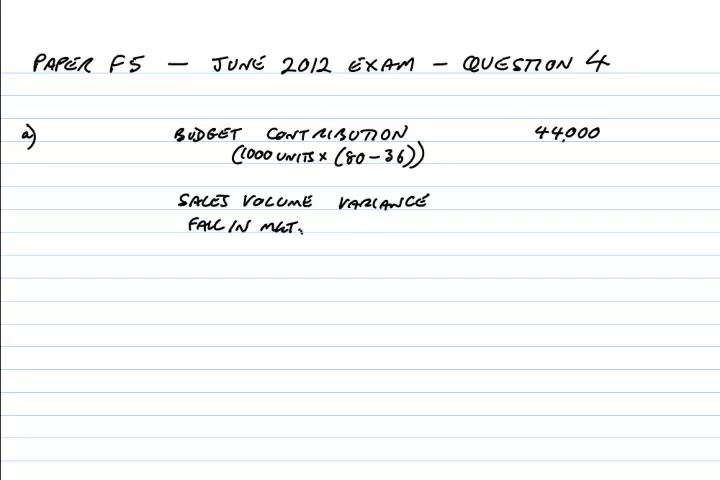 PAPER F5 — JUNE 2012 EXAM — QUESTION 4
a) BUDGET CONTRIBUTION 44,000
(1000 UNITS x (80-36))
SALES VOLUME VARIANCE
FALL IN MKT.